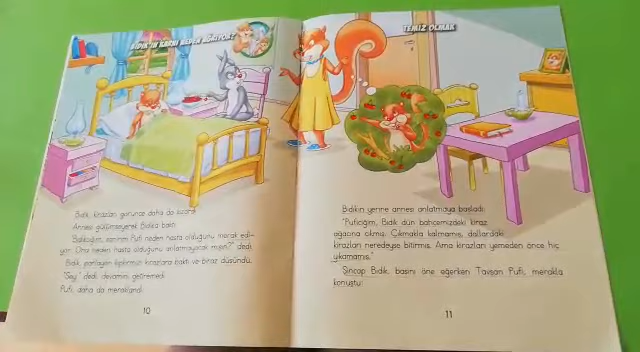 BIDIK'IN KARNI NEDEN AĞRIYOR?
Bıdık, kirazları görünce daha da kızardı.
Annesi gülümseyerek Bıdık'a baktı.
"Balkabağım, sanırım Pufi neden hasta olduğunu merak edi-
yor. Ona neden hasta olduğunu anlatmayacak mısın?" dedi.
Bıdık, parlayan kıpkırmızı kirazlara baktı ve biraz düşündü.
"Şey." dedi, devamını getiremedi.
Pufi, daha da meraklandı.
10
TEMİZ OLMAK
Bıdık'ın yerine annesi anlatmaya başladı:
"Puficiğim, Bıdık dün bahçemizdeki kiraz
ağacına çıkmış. Çıkmakla kalmamış, dallardaki
kirazları neredeyse bitirmiş. Ama kirazları yemeden önce hiç
yıkamamış."
Sincap Bıdık, başını öne eğerken Tavşan Pufi, merakla
konuştu:
11